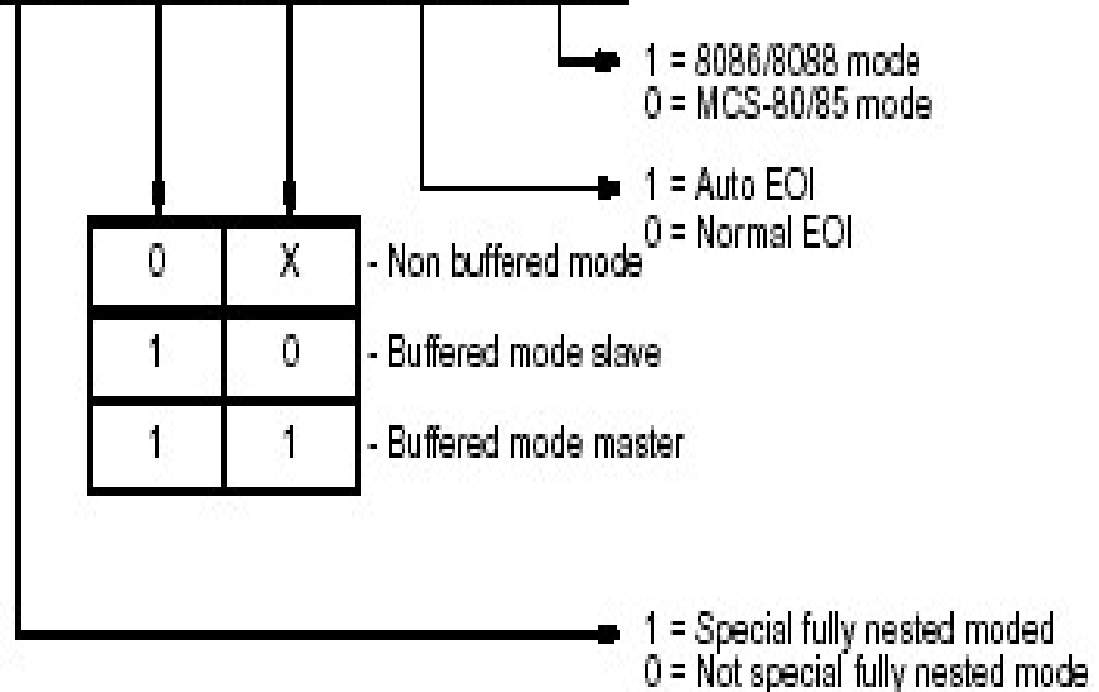 1 = 8086/8088 mode
0 = MCS-80/85 mode
1 = Auto EOI
0 = Normal EOI
0 X - Non buffered mode
1 0 - Buffered mode slave
1 1 - Buffered mode master
1 = Special fully nested moded
0 = Not special fully nested mode